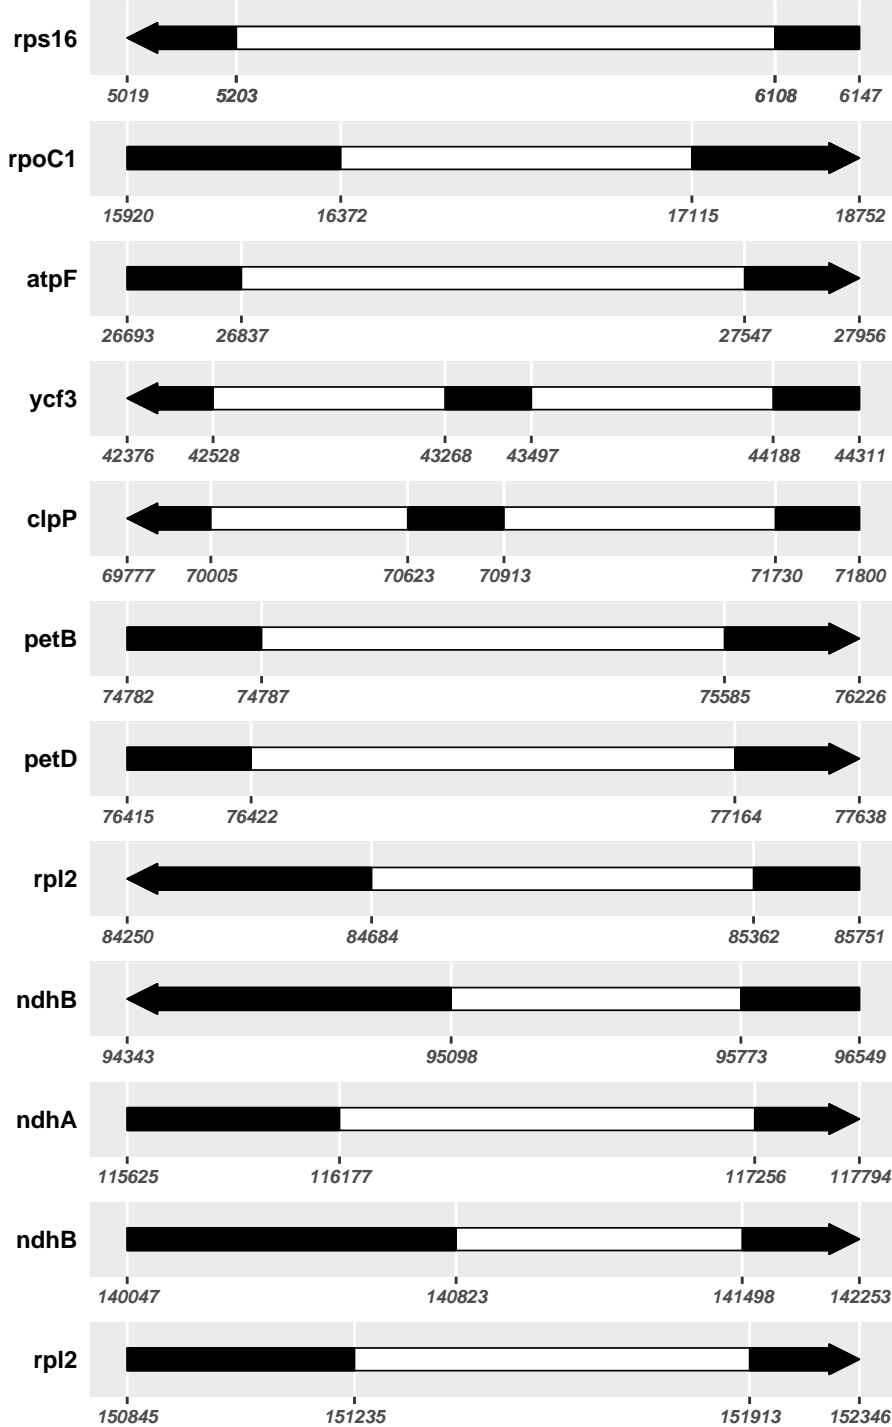 rps16
5019 5203 6108 6147
rpoC1
15920 16372 17115 18752
atpF
26693 26837 27547 27956
ycf3
42376 42528 43268 43497 44188 44311
clpP
69777 70005 70623 70913 71730 71800
petB
74782 74787 75585 76226
petD
76415 76422 77164 77638
rpl2
84250 84684 85362 85751
ndhB
94343 95098 95773 96549
ndhA
115625 116177 117256 117794
ndhB
140047 140823 141498 142253
rpl2
150845 151235 151913 152346